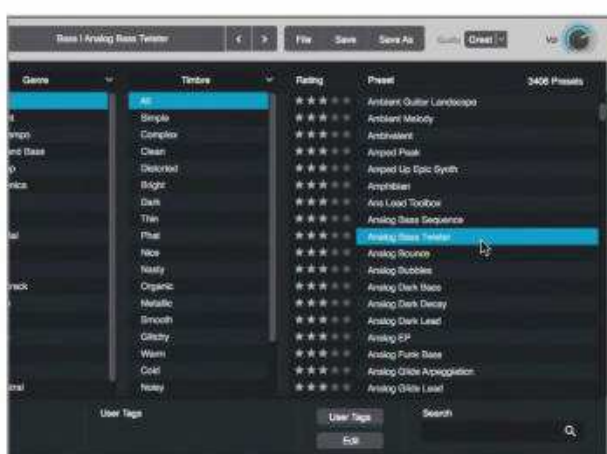 Bass | Analog Bass Twister < > File Save Save As Quality Great Vol
Genre Timbre Rating Preset 3406 Presets
All Ambient Guitar Landscape
Simple Ambient Melody
Complex Ambivalent
and Bass Clean Amped Peak
Distorted Amped Up Epic Synth
Bright Amphibian
Dark Ana Lead Toolbox
Thin Analog Bass Sequence
Phat Analog Bass Twister
Nice Analog Bounce
Nasty Analog Bubbles
Organic Analog Dark Bass
Metallic Analog Dark Decay
Smooth Analog Dark Lead
Glitchy Analog EP
Warm Analog Funk Bass
Cold Analog Glide Arpeggiation
Noisy Analog Glide Lead
User Tags User Tags Search
Edit